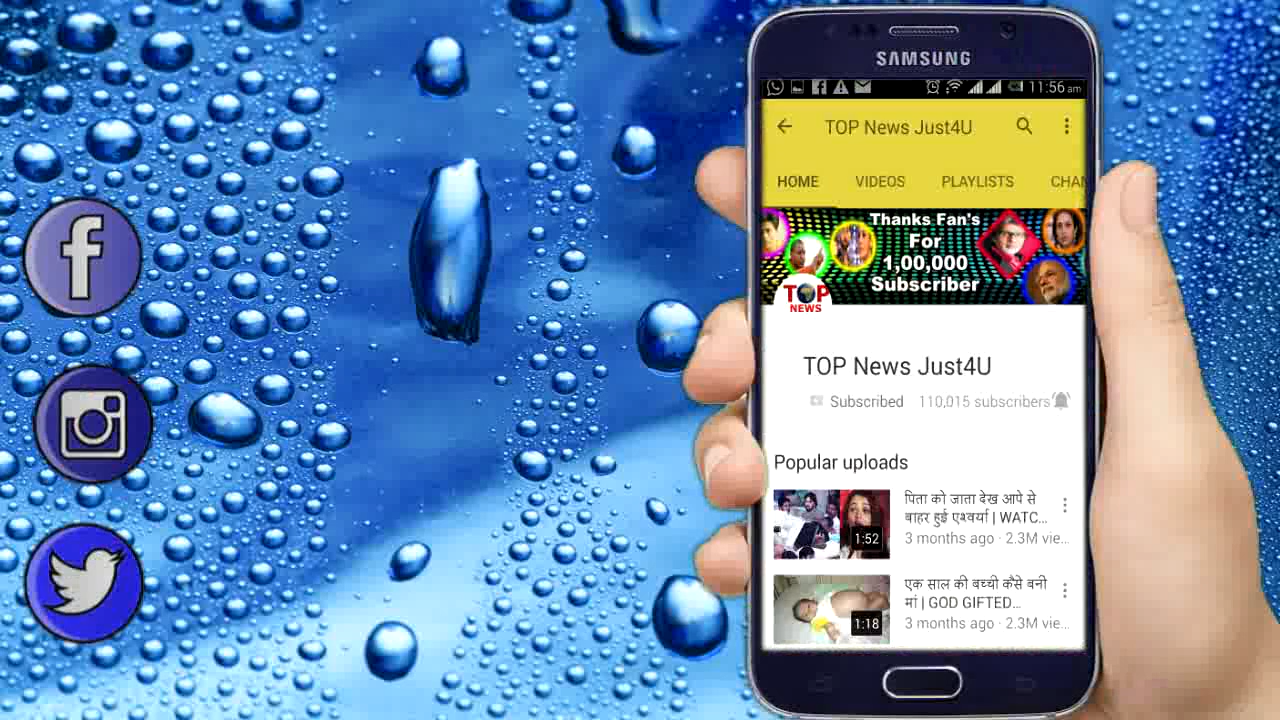 SAMSUNG
11:56 am
TOP News Just4U
HOME VIDEOS PLAYLISTS CHAN
Thanks Fan's
For
1,00,000
Subscriber
TOP
NEWS
TOP News Just4U
Subscribed 110,015 subscribers
Popular uploads
पिता को जाता देख आपे से
बाहर हुई एश्वर्या | WATC...
3 months ago · 2.3M vie...
1:52
एक साल की बच्ची कैसे बनी
मां | GOD GIFTED...
3 months ago · 2.3M vie...
1:18